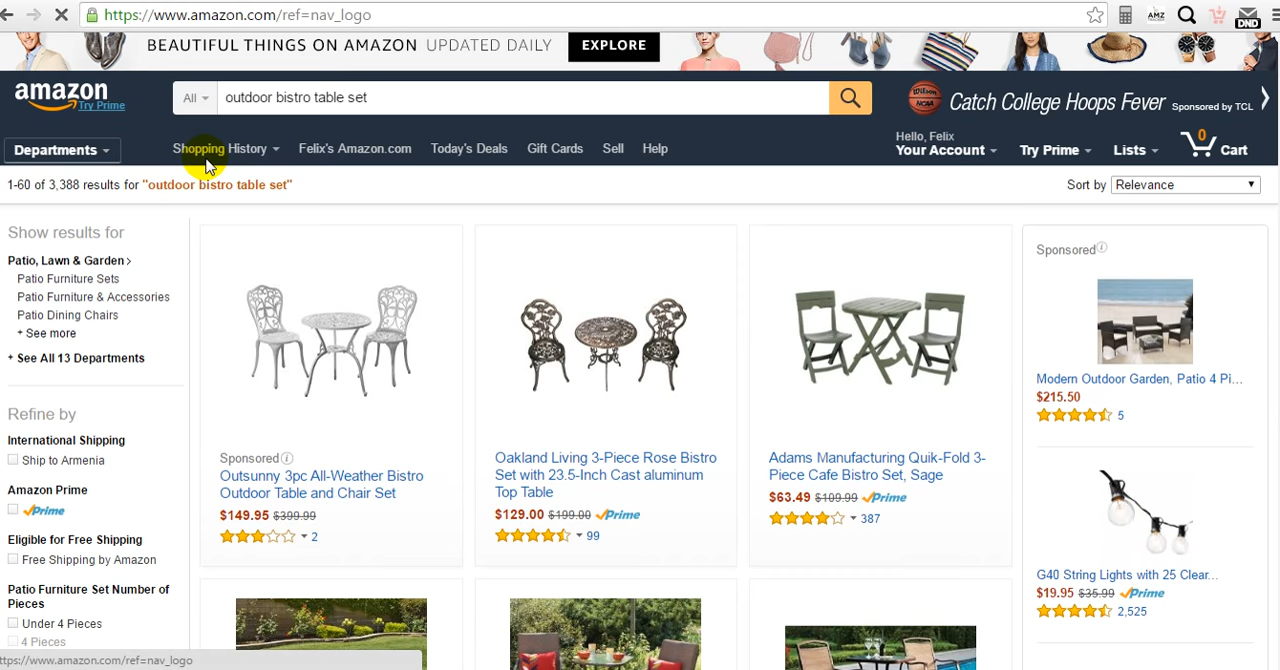 https://www.amazon.com/ref=nav_logo
AMZ
DND
BEAUTIFUL THINGS ON AMAZON UPDATED DAILY EXPLORE
amazon
Try Prime
All
outdoor bistro table set
Wilson
NCAA
Catch College Hoops Fever Sponsored by TCL
Departments
Shopping History
Felix's Amazon.com
Today's Deals
Gift Cards
Sell
Help
Hello, Felix
Your Account
Try Prime
Lists
0
Cart
1-60 of 3,388 results for "outdoor bistro table set"
Sort by Relevance
Show results for
Patio, Lawn & Garden
Patio Furniture Sets
Patio Furniture & Accessories
Patio Dining Chairs
+ See more
+ See All 13 Departments
Refine by
International Shipping
Ship to Armenia
Amazon Prime
Prime
Eligible for Free Shipping
Free Shipping by Amazon
Patio Furniture Set Number of
Pieces
Under 4 Pieces
4 Pieces
Sponsored
Outsunny 3pc All-Weather Bistro
Outdoor Table and Chair Set
$149.95 $399.99
2
Oakland Living 3-Piece Rose Bistro
Set with 23.5-Inch Cast aluminum
Top Table
$129.00 $199.00 Prime
99
Adams Manufacturing Quik-Fold 3-
Piece Cafe Bistro Set, Sage
$63.49 $109.99 Prime
387
Sponsored
Modern Outdoor Garden, Patio 4 Pi...
$215.50
5
G40 String Lights with 25 Clear...
$19.95 $35.99 Prime
2,525
ttps://www.amazon.com/ref=nav_logo